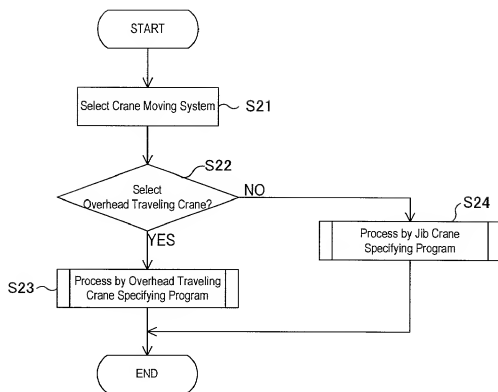 START
Select Crane Moving System
S21
S22
Select
Overhead Traveling Crane?
NO
YES
S24
Process by Jib Crane
Specifying Program
S23
Process by Overhead Traveling
Crane Specifying Program
END